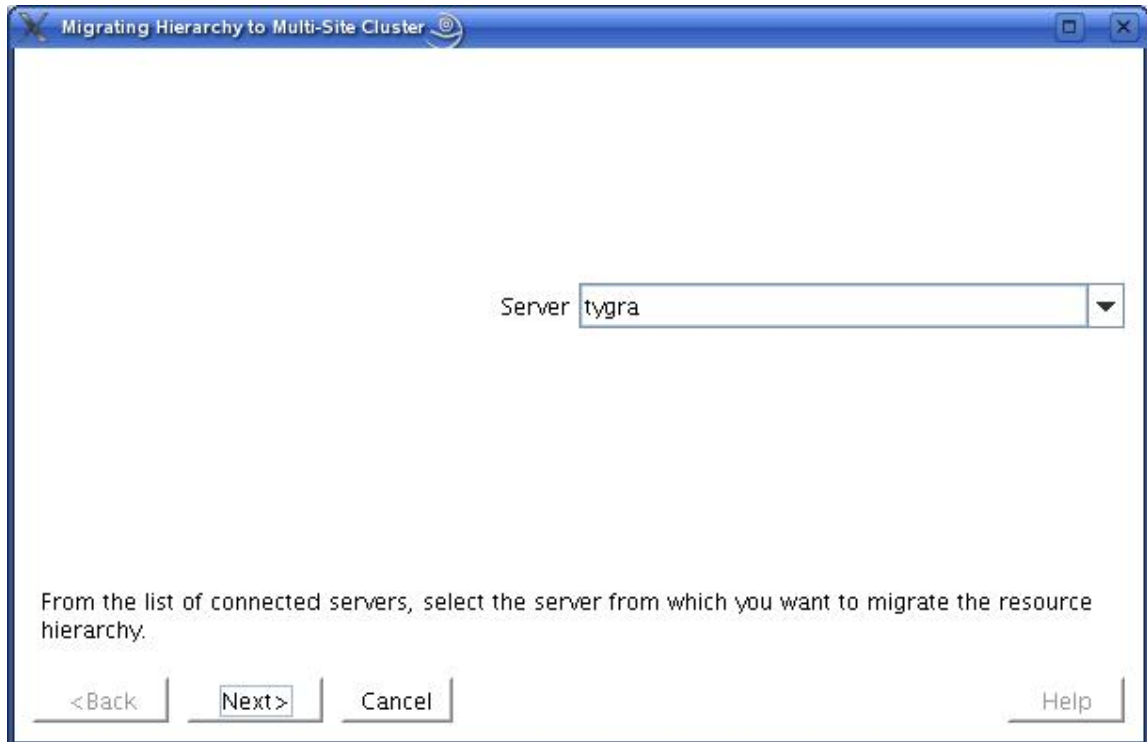 Migrating Hierarchy to Multi-Site Cluster
Server tygra
From the list of connected servers, select the server from which you want to migrate the resource
hierarchy.
<Back Next> Cancel Help